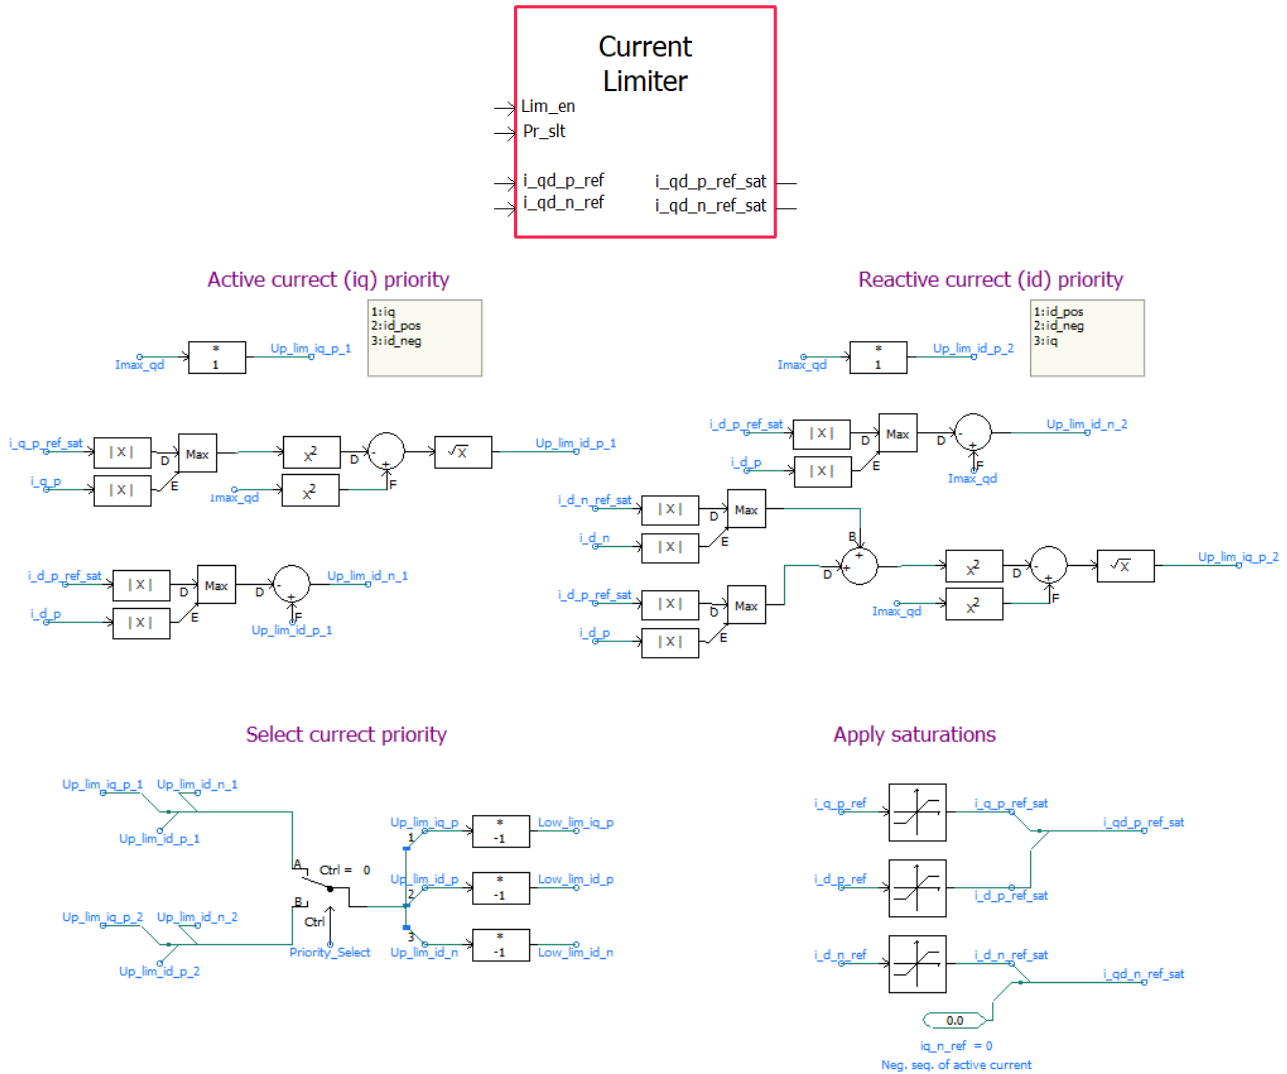 Current
Limiter
Lim_en
Pr_slt
i_qd_p_ref
i_qd_p_ref_sat
i_qd_n_ref
i_qd_n_ref_sat
Active currect (iq) priority
1:iq
2:id_pos
3:id_neg
Imax_qd
*
1
Up_lim_iq_p_1
i_q_p_ref_sat
|X|
D
Max
X²
D
-
+
√X
Up_lim_id_p_1
i_q_p
|X|
E
Imax_qd
X²
F
i_d_p_ref_sat
|X|
D
Max
D
-
+
Up_lim_id_n_1
i_d_p
|X|
E
F
Up_lim_id_p_1
Reactive currect (id) priority
1:id_pos
2:id_neg
3:iq
Imax_qd
*
1
Up_lim_id_p_2
i_d_p_ref_sat
|X|
D
Max
D
-
+
Up_lim_id_n_2
i_d_p
|X|
E
F
Imax_qd
i_d_n_ref_sat
|X|
D
Max
i_d_n
|X|
E
B
+
D
+
X²
D
-
+
√X
Up_lim_iq_p_2
Imax_qd
X²
F
i_d_p_ref_sat
|X|
D
Max
i_d_p
|X|
E
Select currect priority
Up_lim_iq_p_1
Up_lim_id_n_1
Up_lim_id_p_1
A
Ctrl = 0
B
Ctrl
Priority_Select
Up_lim_iq_p_2
Up_lim_id_n_2
Up_lim_id_p_2
Up_lim_iq_p
1
*
-1
Low_lim_iq_p
Up_lim_id_p
2
*
-1
Low_lim_id_p
3
Up_lim_id_n
*
-1
Low_lim_id_n
Apply saturations
i_q_p_ref
i_q_p_ref_sat
i_qd_p_ref_sat
i_d_p_ref
i_d_p_ref_sat
i_d_n_ref
i_d_n_ref_sat
i_qd_n_ref_sat
0.0
iq_n_ref = 0
Neg. seq. of active current